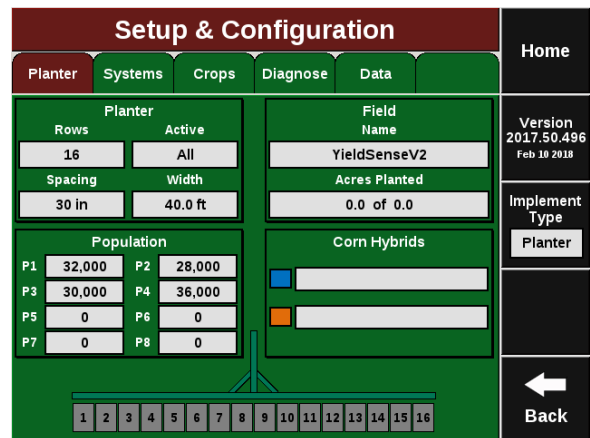 Setup & Configuration
Home
Planter Systems Crops Diagnose Data
Version
2017.50.496
Feb 10 2018
Planter
Rows Active
16 All
Spacing Width
30 in 40.0 ft
Field
Name
YieldSenseV2
Acres Planted
0.0 of 0.0
Implement
Type
Planter
Population
P1 32,000 P2 28,000
P3 30,000 P4 36,000
P5 0 P6 0
P7 0 P8 0
Corn Hybrids
1 2 3 4 5 6 7 8 9 10 11 12 13 14 15 16
Back